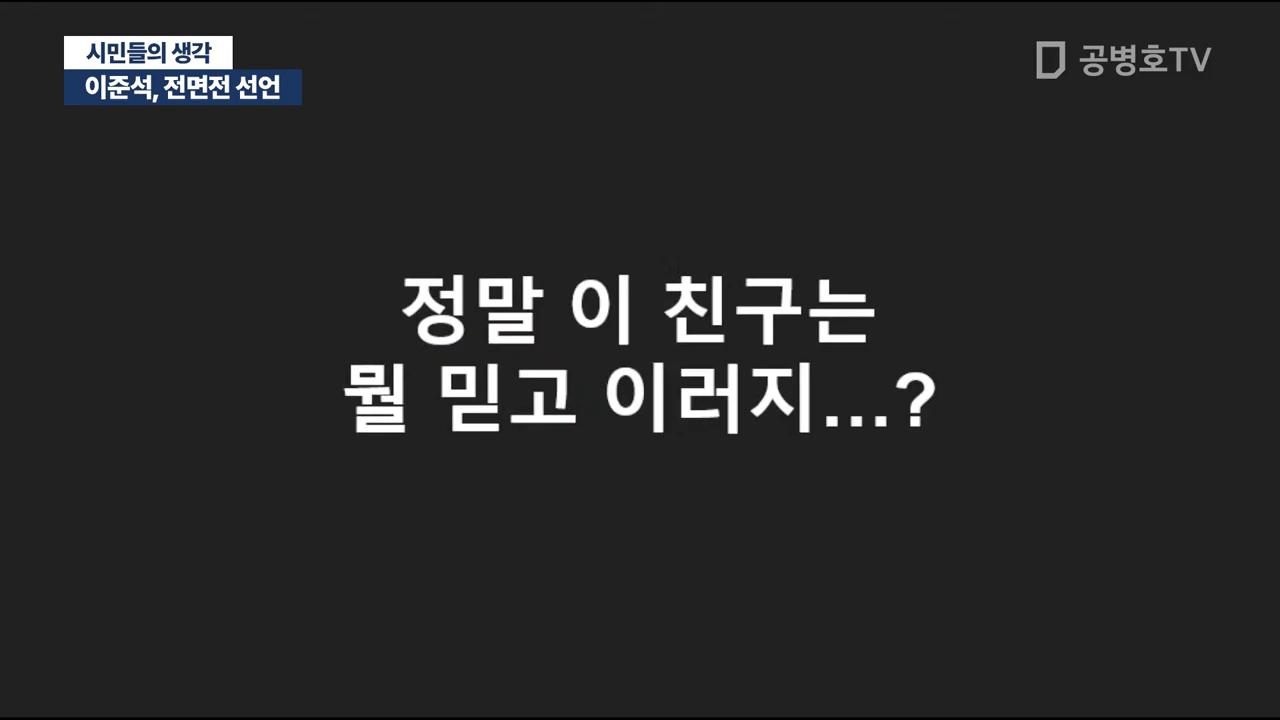 시민들의 생각
이준석, 전면전 선언
공병호TV
정말 이 친구는
뭘 믿고 이러지...?